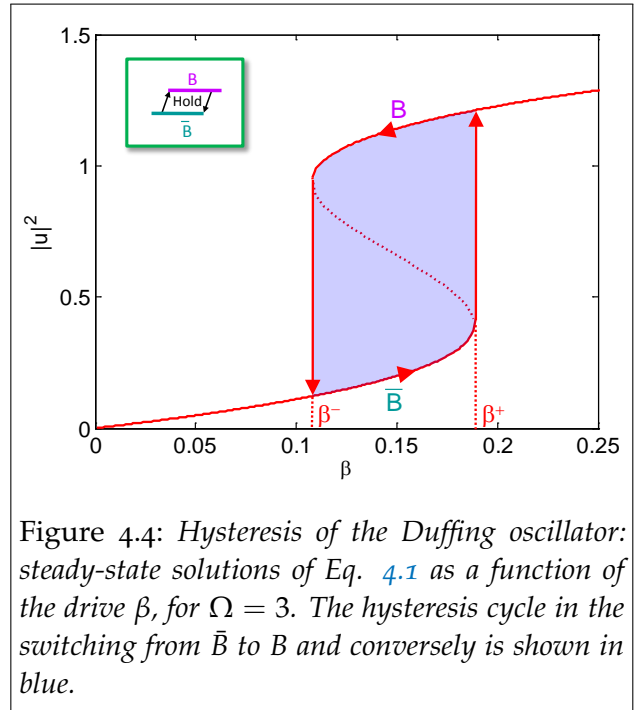 1.5
B
Hold
B̄
B
1
|u|²
0.5
B̄
β⁻
β⁺
0
0
0.05
0.1
0.15
0.2
0.25
β
Figure 4.4: Hysteresis of the Duffing oscillator:
steady-state solutions of Eq. 4.1 as a function of
the drive β, for Ω = 3. The hysteresis cycle in the
switching from B̄ to B and conversely is shown in
blue.